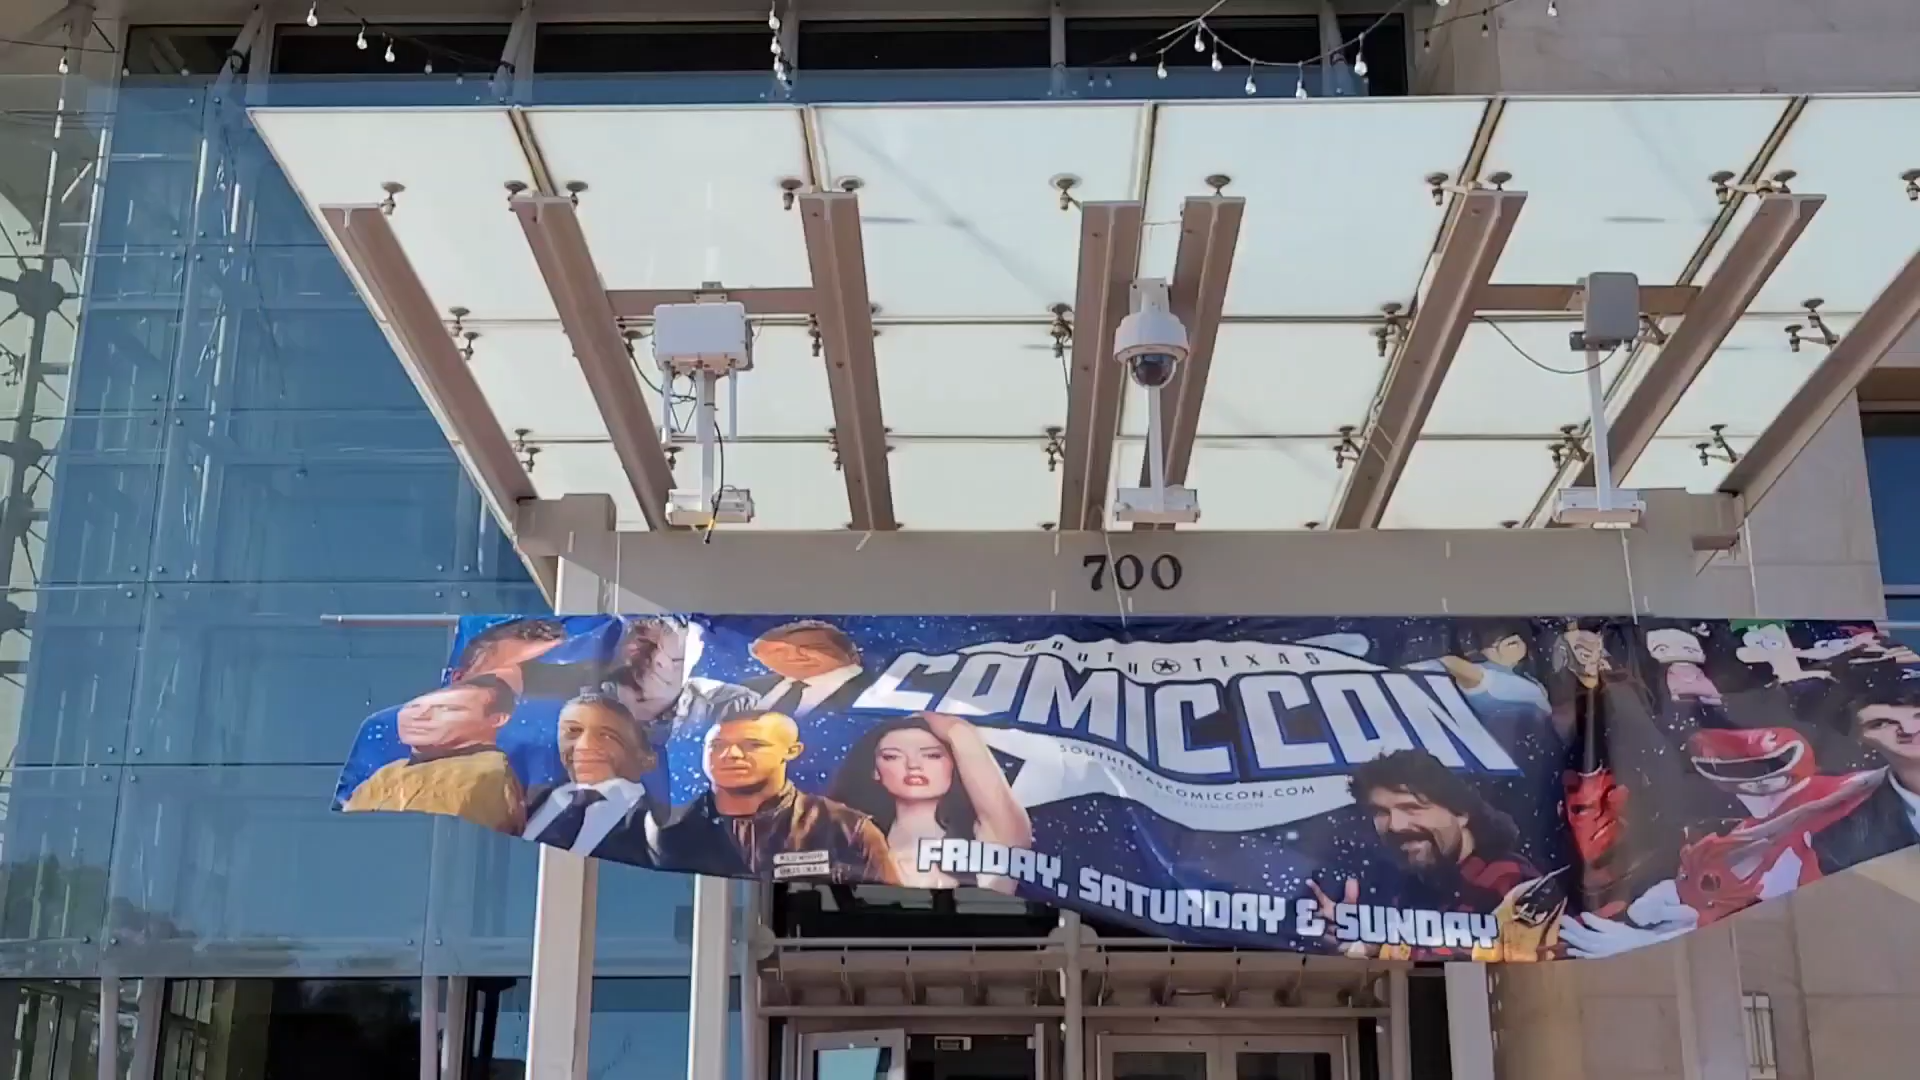 700
SOUTH TEXAS
COMIC CON
SOUTHTEXASCOMICCON.COM
FRIDAY, SATURDAY & SUNDAY